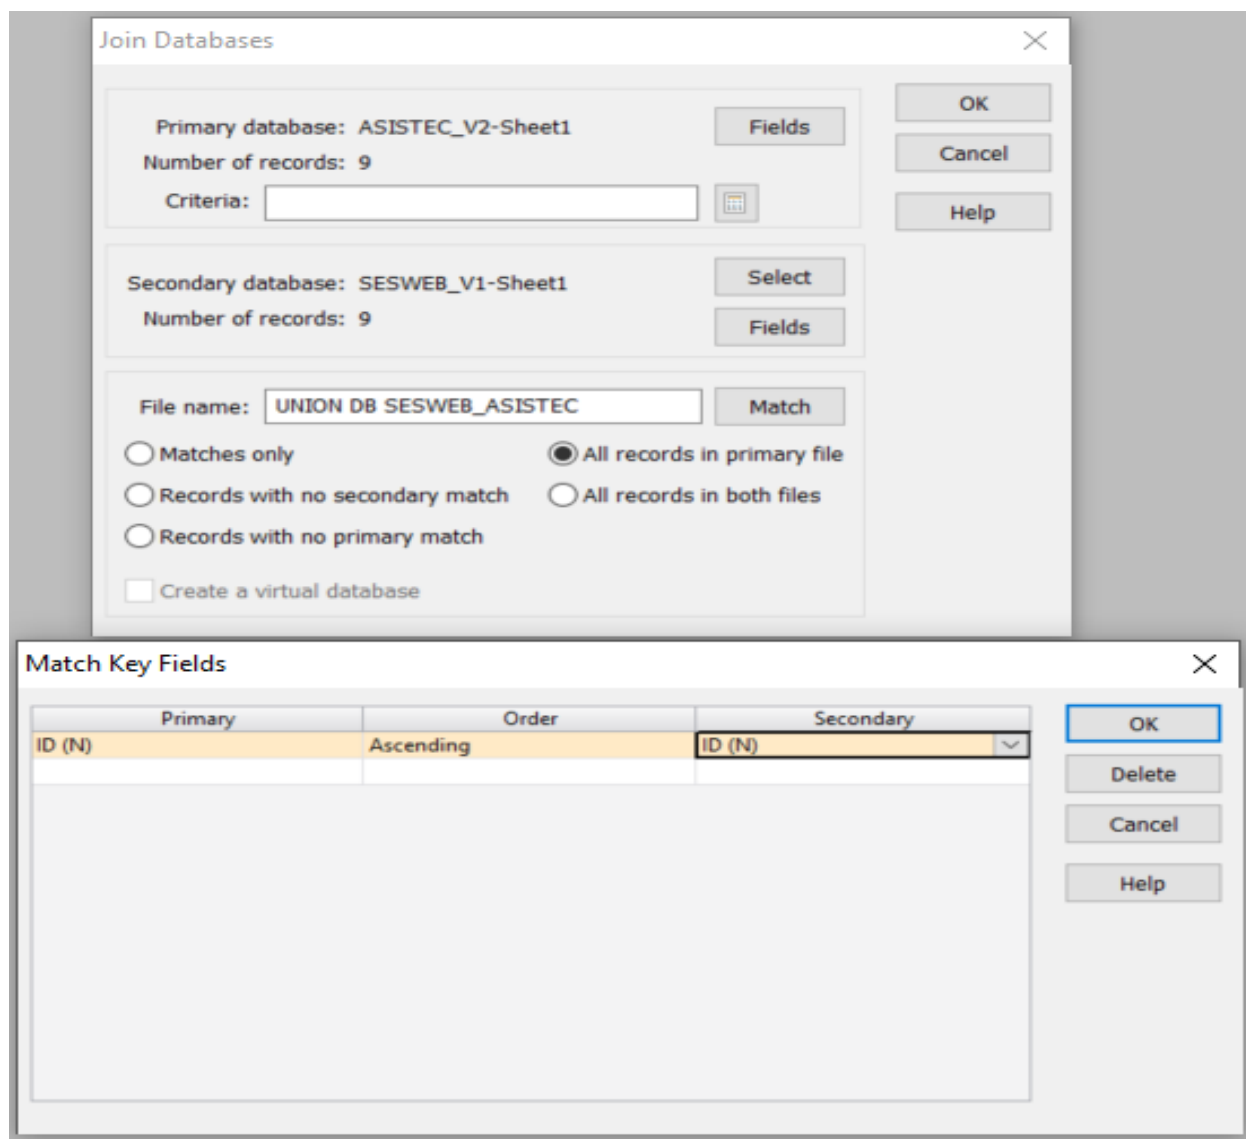 Join Databases
Primary database: ASISTEC_V2-Sheet1
Fields
OK
Number of records: 9
Cancel
Criteria:
Help
Secondary database: SESWEB_V1-Sheet1
Select
Number of records: 9
Fields
File name: UNION DB SESWEB_ASISTEC
Match
Matches only
All records in primary file
Records with no secondary match
All records in both files
Records with no primary match
Create a virtual database
Match Key Fields
Primary Order Secondary
OK
ID (N) Ascending ID (N)
Delete
Cancel
Help